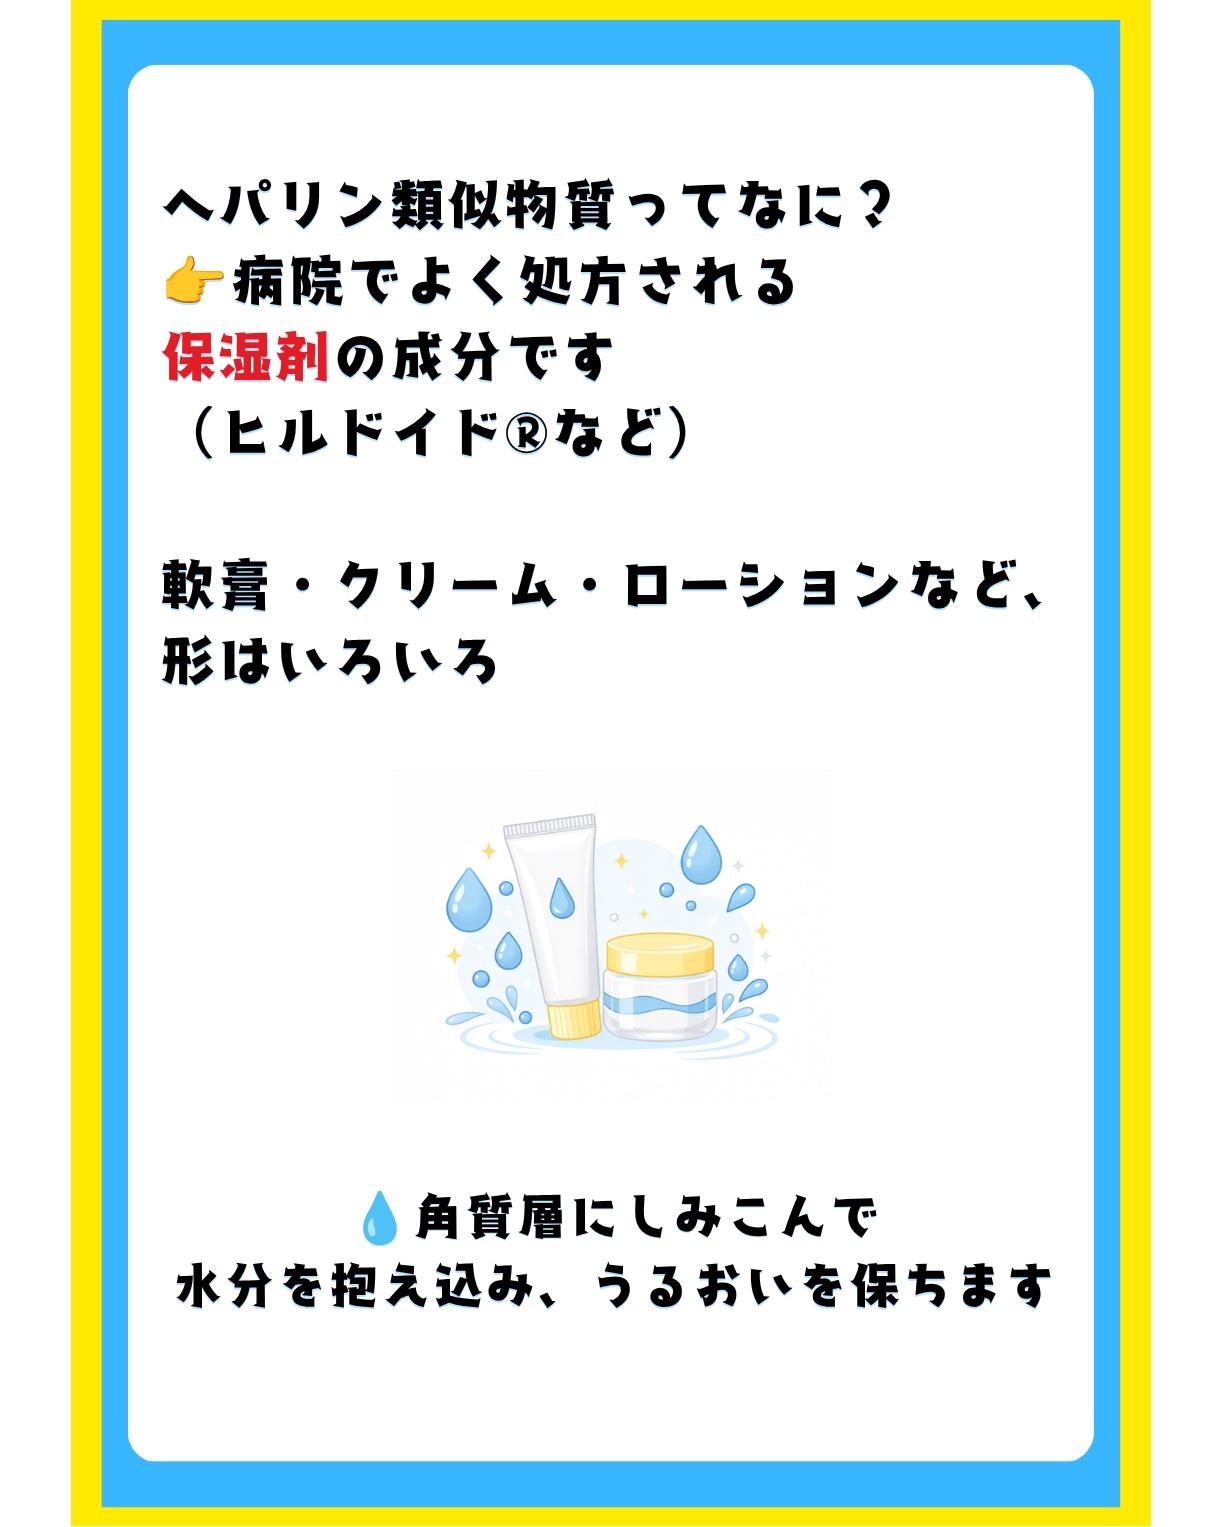 ヘパリン類似物質ってなに？
👉病院でよく処方される
保湿剤の成分です
（ヒルドイド®など）
軟膏・クリーム・ローションなど、
形はいろいろ
💧角質層にしみこんで
水分を抱え込み、うるおいを保ちます